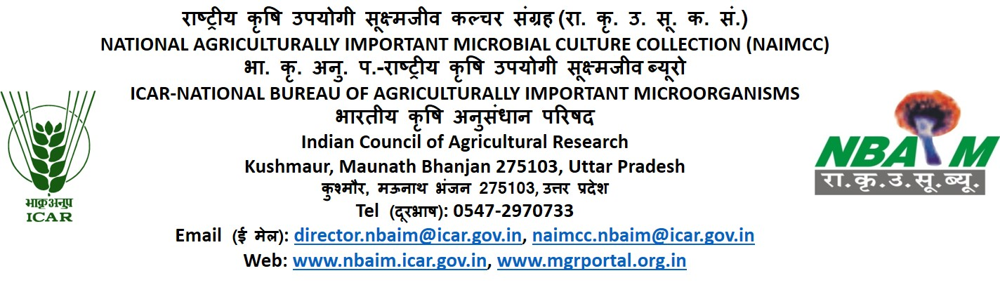 राष्ट्रीय कृषि उपयोगी सूक्ष्मजीव कल्चर संग्रह (रा. कृ. उ. सू. क. सं.)
NATIONAL AGRICULTURALLY IMPORTANT MICROBIAL CULTURE COLLECTION (NAIMCC)
भा. कृ. अनु. प.-राष्ट्रीय कृषि उपयोगी सूक्ष्मजीव ब्यूरो
ICAR-NATIONAL BUREAU OF AGRICULTURALLY IMPORTANT MICROORGANISMS
भारतीय कृषि अनुसंधान परिषद
Indian Council of Agricultural Research
Kushmaur, Maunath Bhanjan 275103, Uttar Pradesh
कुश्मौर, मऊनाथ भंजन 275103, उत्तर प्रदेश
Tel (दूरभाष): 0547-2970733
Email (ई मेल): director.nbaim@icar.gov.in, naimcc.nbaim@icar.gov.in
Web: www.nbaim.icar.gov.in, www.mgrportal.org.in
भाकृअनुप
ICAR
NBAIM
रा.कृ.उ.सू.ब्यू.